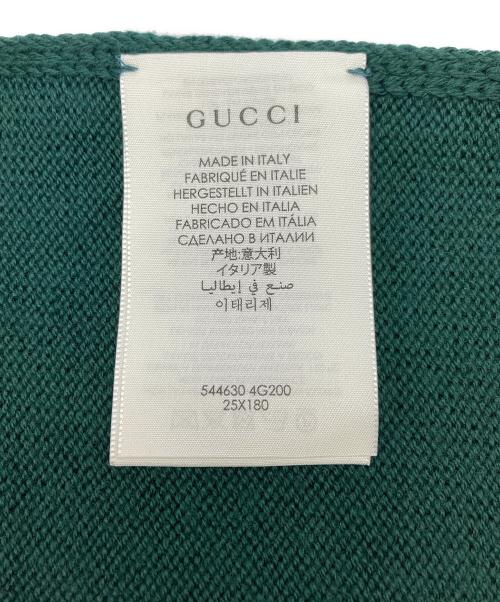 GUCCI
MADE IN ITALY
FABRIQUÉ EN ITALIE
HERGESTELLT IN ITALIEN
HECHO EN ITALIA
FABRICADO EM ITÁLIA
СДЕЛАНО В ИТАЛИИ
产地:意大利
イタリア製
صنع في إيطاليا
이태리제
544630 4G200
25X180